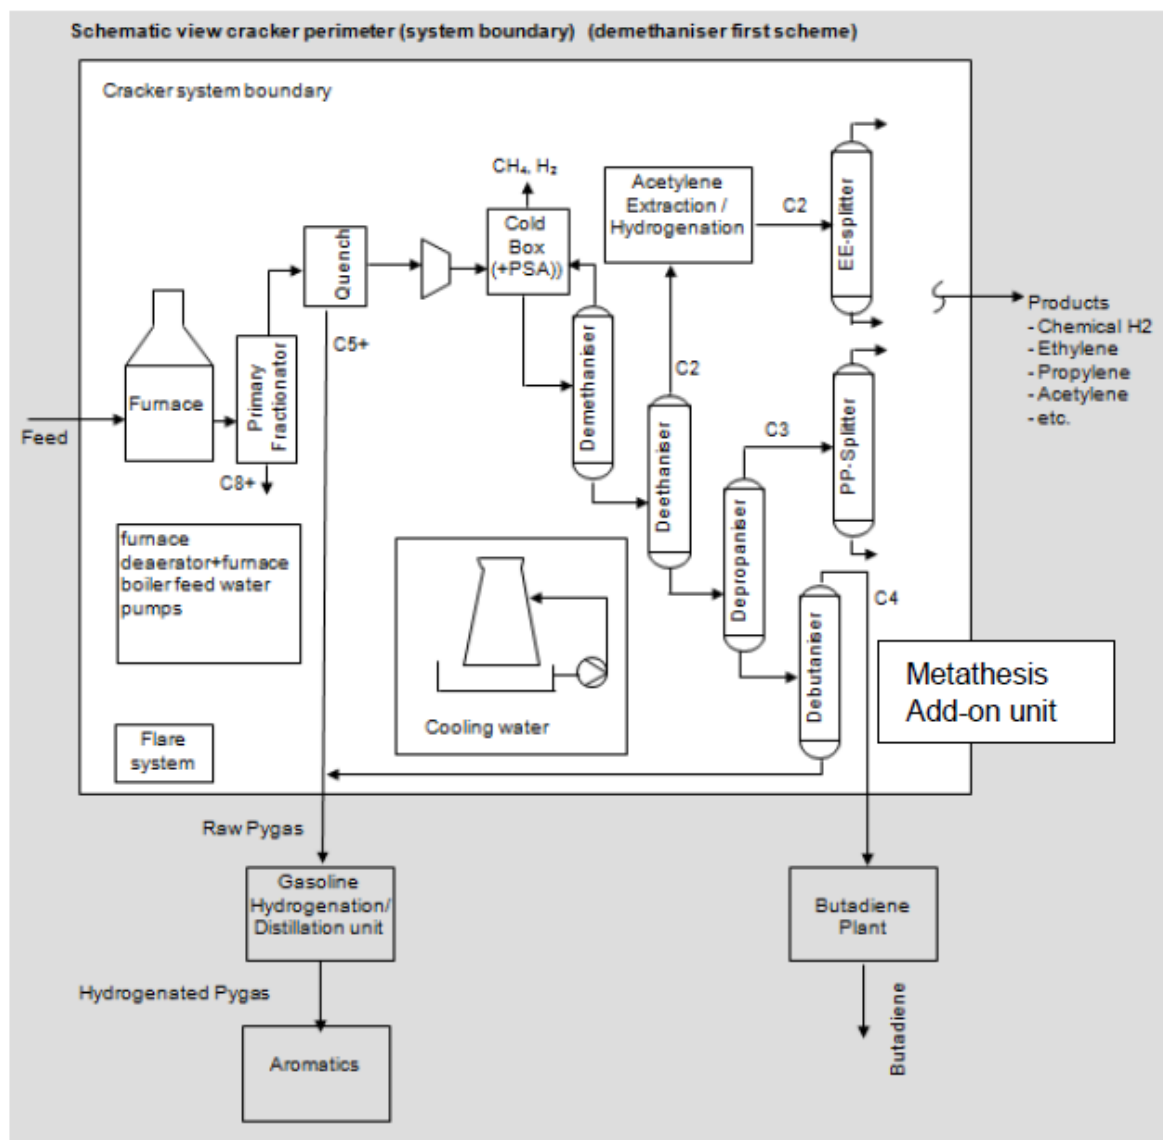 Schematic view cracker perimeter (system boundary)  (demethaniser first scheme)
Cracker system boundary
CH₄, H₂
Cold
Box
(+PSA))
Acetylene
Extraction /
Hydrogenation
C2
EE-splitter
Quench
C5+
Furnace
Feed
Primary
Fractionator
C8+
Demethaniser
C2
Deethaniser
C3
Depropaniser
PP-Splitter
Products
- Chemical H2
- Ethylene
- Propylene
- Acetylene
- etc.
furnace
deaerator+furnace
boiler feed water
pumps
Cooling water
C4
Debutaniser
Metathesis
Add-on unit
Flare
system
Raw Pygas
Gasoline
Hydrogenation/
Distillation unit
Butadiene
Plant
Hydrogenated Pygas
Aromatics
Butadiene